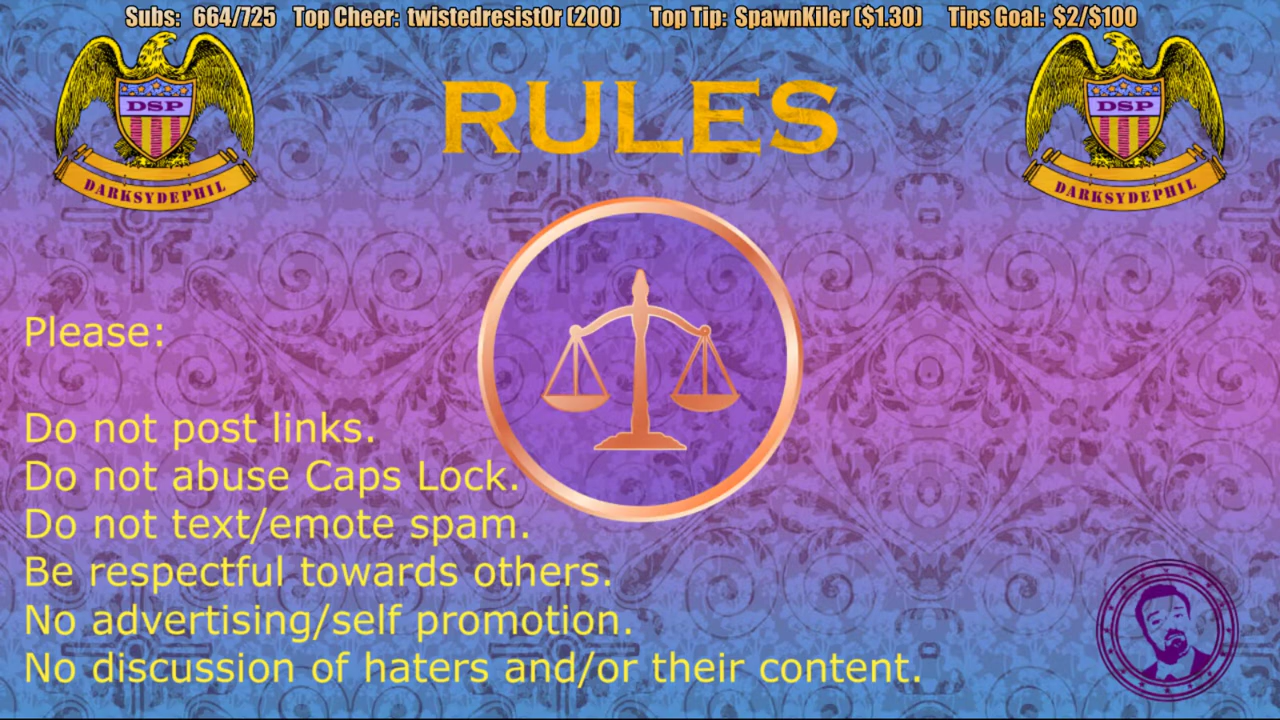 Subs: 664/725 Top Cheer: twistedresist0r (200) Top Tip: SpawnKiler ($1.30) Tips Goal: $2/$100
DSP
DARKSYDEPHIL
RULES
DSP
DARKSYDEPHIL
Please:
Do not post links.
Do not abuse Caps Lock.
Do not text/emote spam.
Be respectful towards others.
No advertising/self promotion.
No discussion of haters and/or their content.